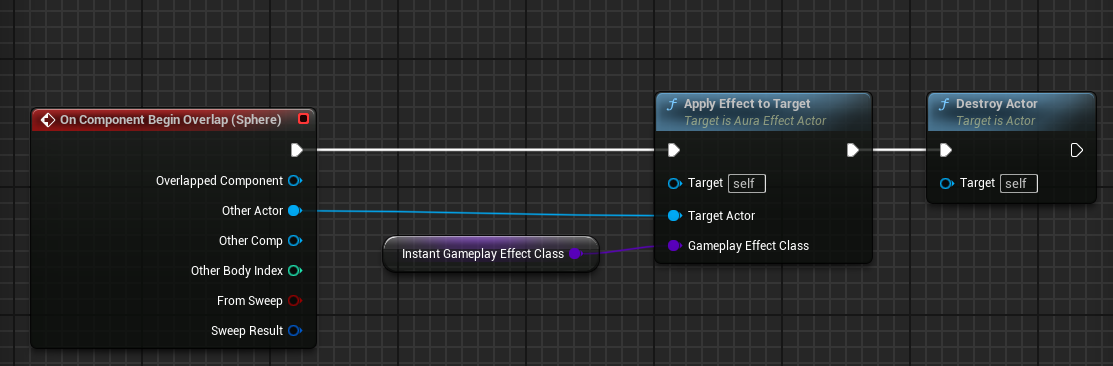 On Component Begin Overlap (Sphere)
Overlapped Component
Other Actor
Other Comp
Other Body Index
From Sweep
Sweep Result
Instant Gameplay Effect Class
Apply Effect to Target
Target is Aura Effect Actor
Target self
Target Actor
Gameplay Effect Class
Destroy Actor
Target is Actor
Target self